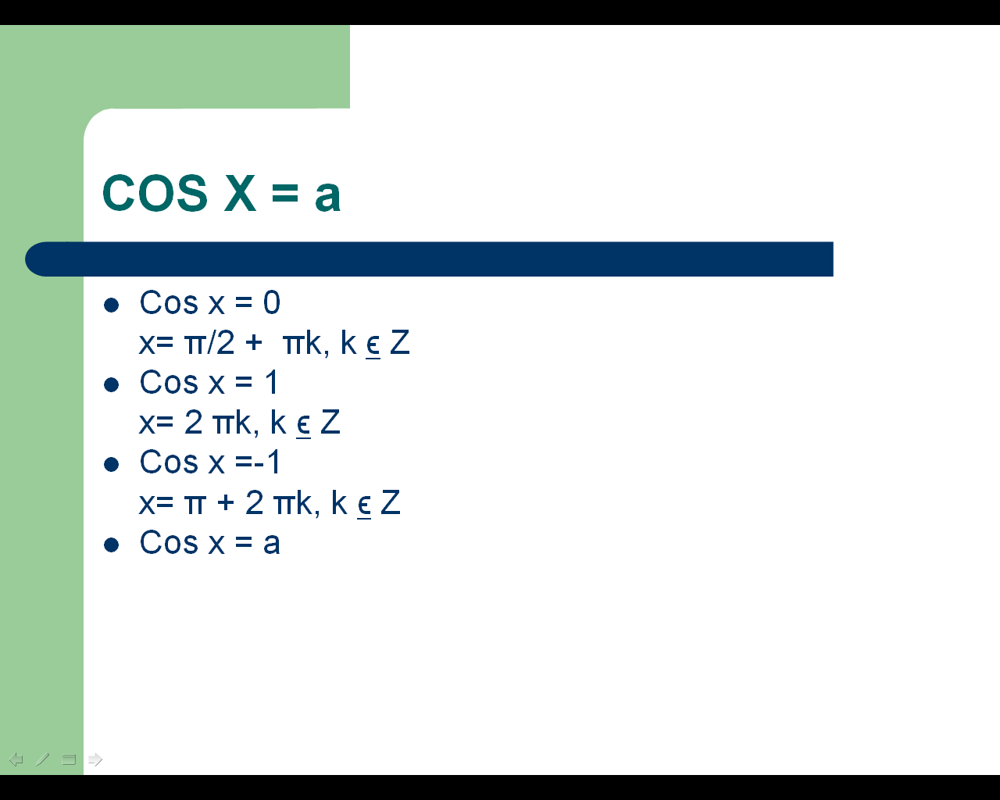 COS X = a
Cos x = 0
x= π/2 +  πk, k ϵ Z
Cos x = 1
x= 2 πk, k ϵ Z
Cos x =-1
x= π + 2 πk, k ϵ Z
Cos x = a